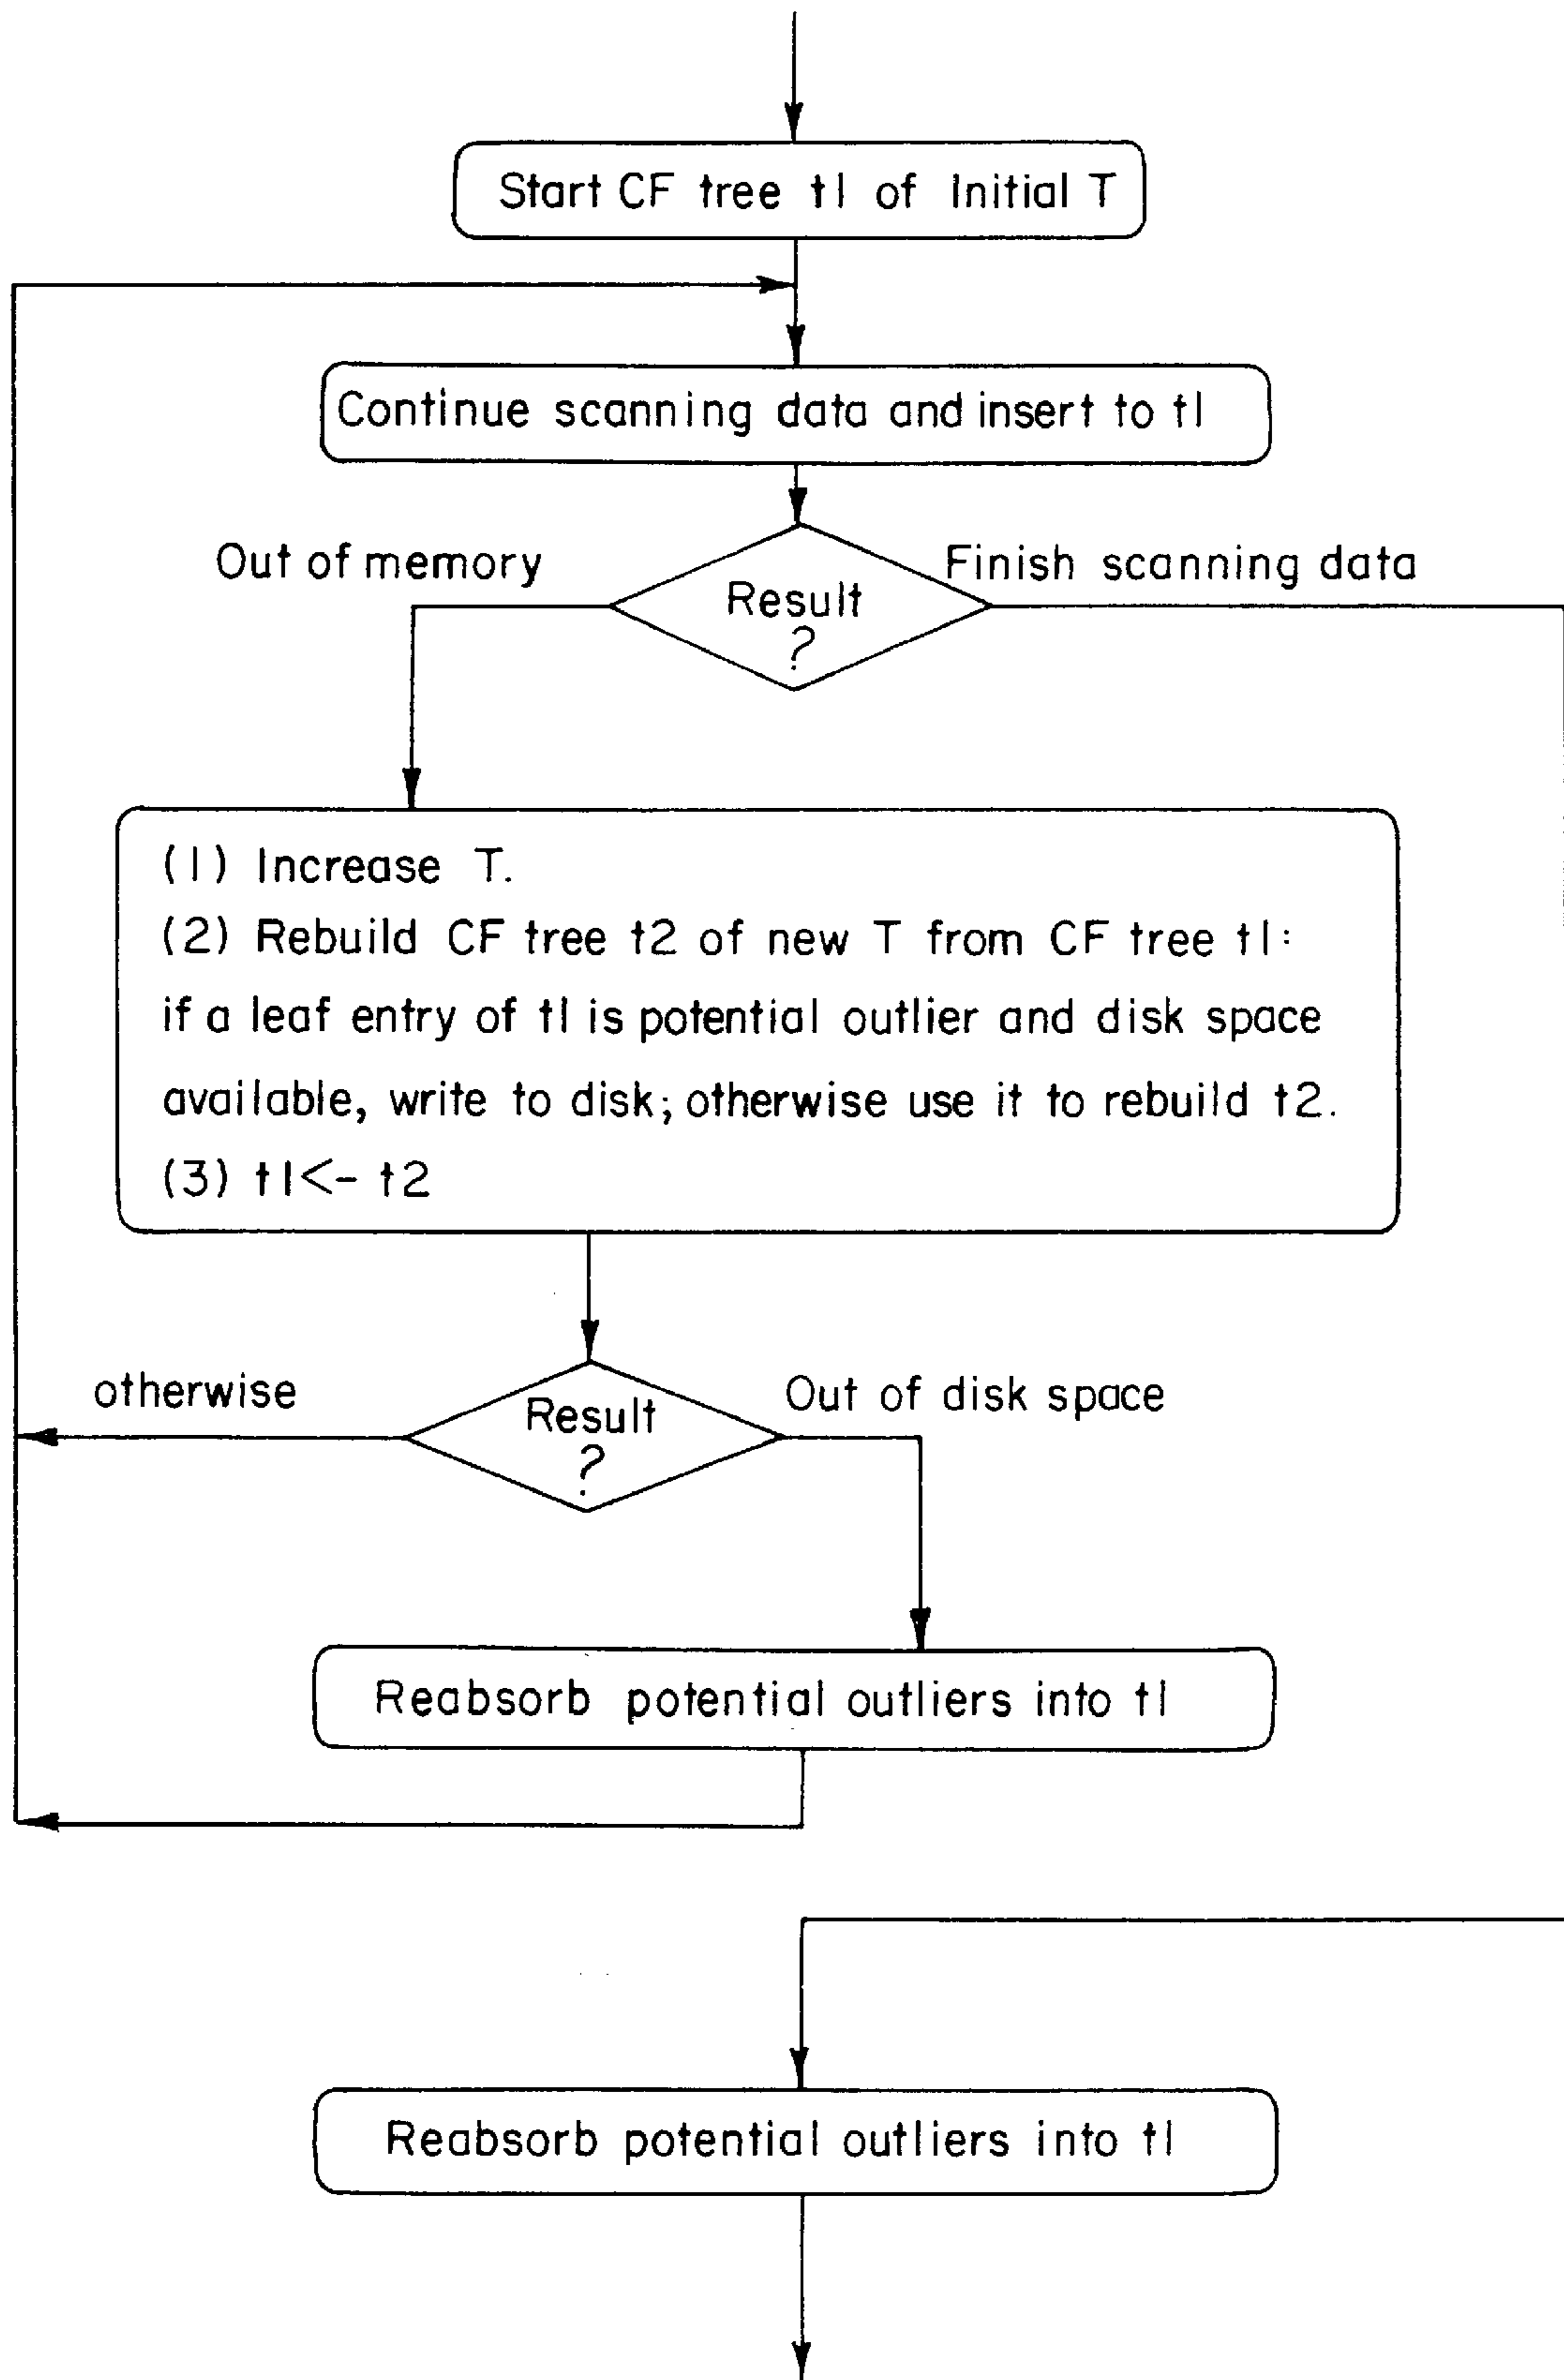 Start CF tree t1 of Initial T
Continue scanning data and insert to t1
Out of memory
Finish scanning data
Result
?
(1) Increase T.
(2) Rebuild CF tree t2 of new T from CF tree t1:
if a leaf entry of t1 is potential outlier and disk space
available, write to disk; otherwise use it to rebuild t2.
(3) t1<- t2
otherwise
Out of disk space
Result
?
Reabsorb potential outliers into t1
Reabsorb potential outliers into t1